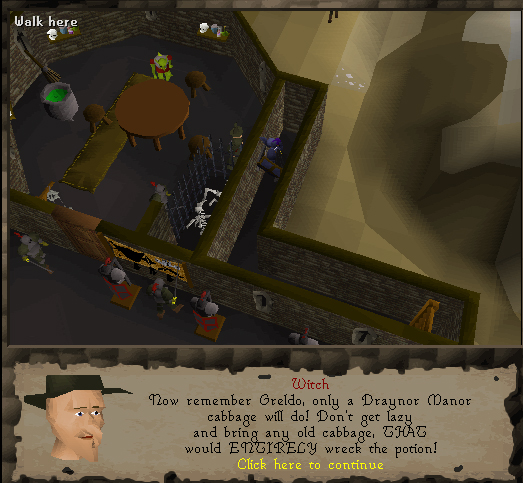 Walk here
Witch
Now remember Greldo, only a Draynor Manor
cabbage will do! Don't get lazy
and bring any old cabbage, THAT
would ENTIRELY wreck the potion!
Click here to continue